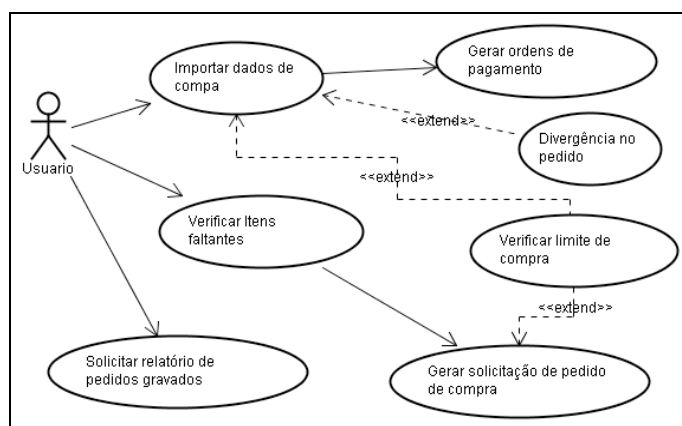 Gerar ordens de
pagamento
Importar dados de
compa
<<extend>>
Divergência no
pedido
Usuario
<<extend>>
Verificar Itens
faltantes
Verificar limite de
compra
<<extend>>
Solicitar relatório de
pedidos gravados
Gerar solicitação de pedido
de compra